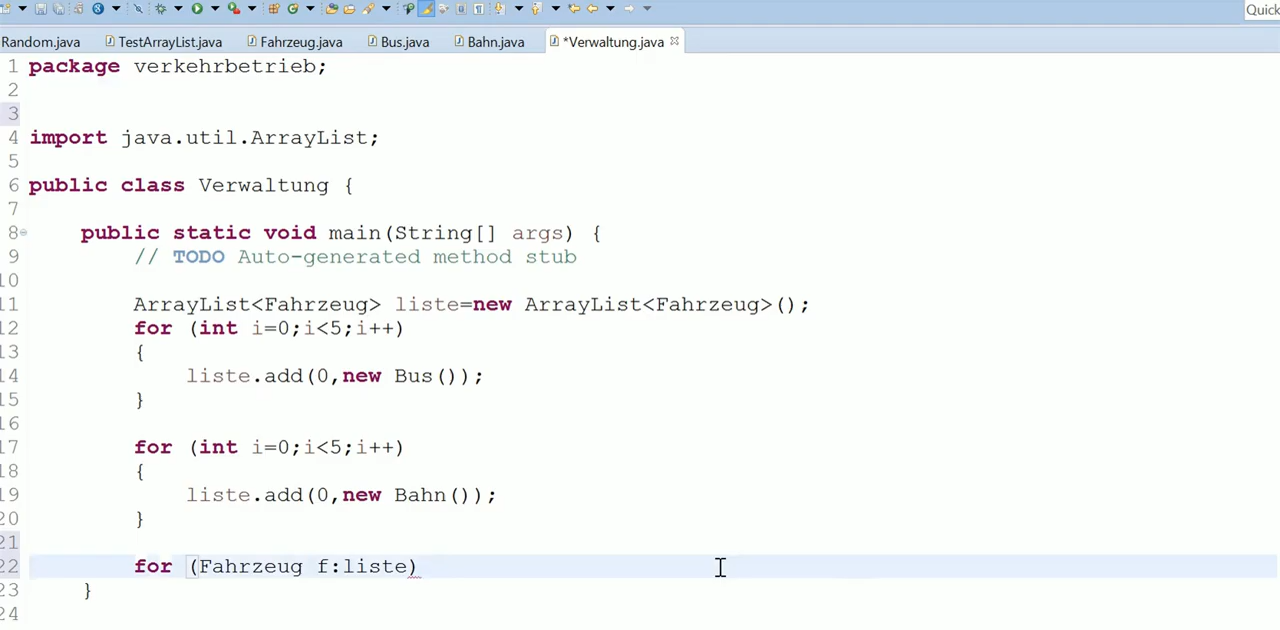 Quick
Random.java TestArrayList.java Fahrzeug.java Bus.java Bahn.java *Verwaltung.java
1 package verkehrbetrieb;
2
3
4 import java.util.ArrayList;
5
6 public class Verwaltung {
7
8 public static void main(String[] args) {
9 // TODO Auto-generated method stub
10
11 ArrayList<Fahrzeug> liste=new ArrayList<Fahrzeug>();
12 for (int i=0;i<5;i++)
13 {
14 liste.add(0,new Bus());
15 }
16
17 for (int i=0;i<5;i++)
18 {
19 liste.add(0,new Bahn());
20 }
21
22 for (Fahrzeug f:liste)
23 }
24